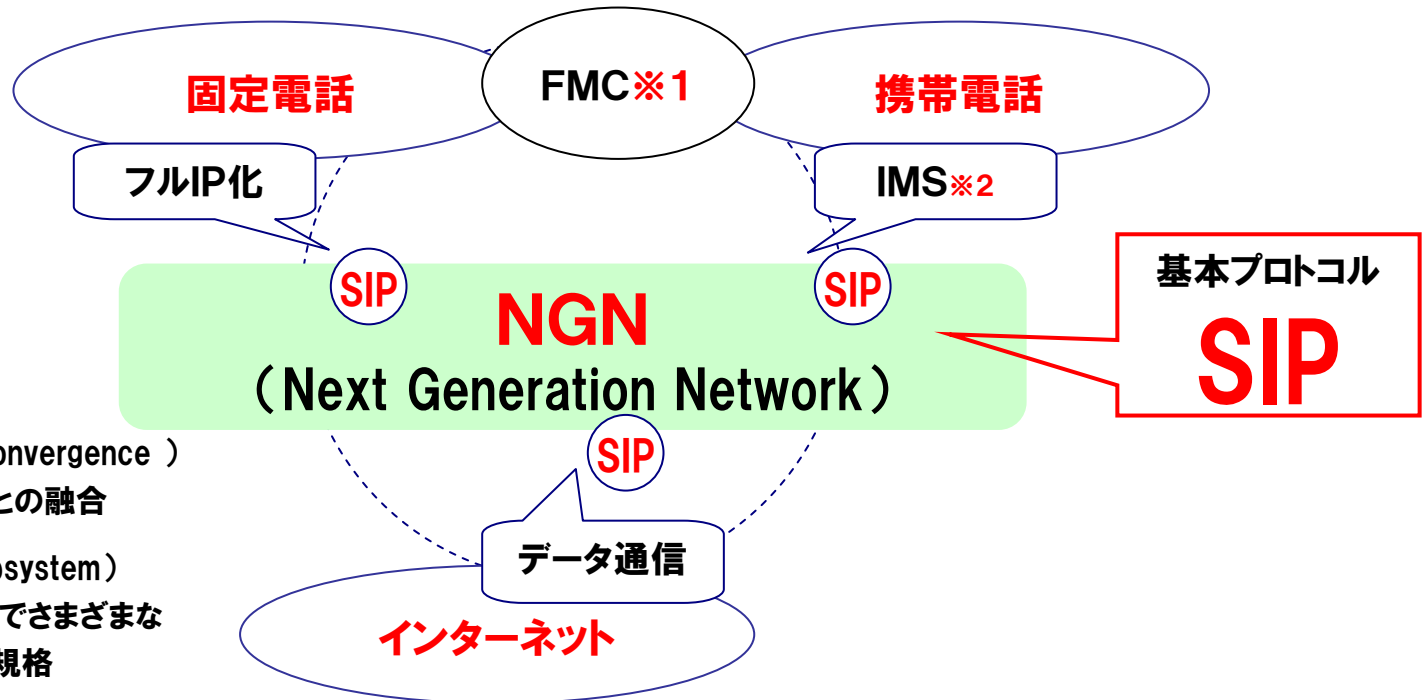 固定電話
FMC※1
携帯電話
フルIP化
IMS※2
SIP
SIP
基本プロトコル
SIP
NGN
（Next Generation Network）
SIP
onvergence ）
との融合
データ通信
system）
でさまざまな
規格
インターネット